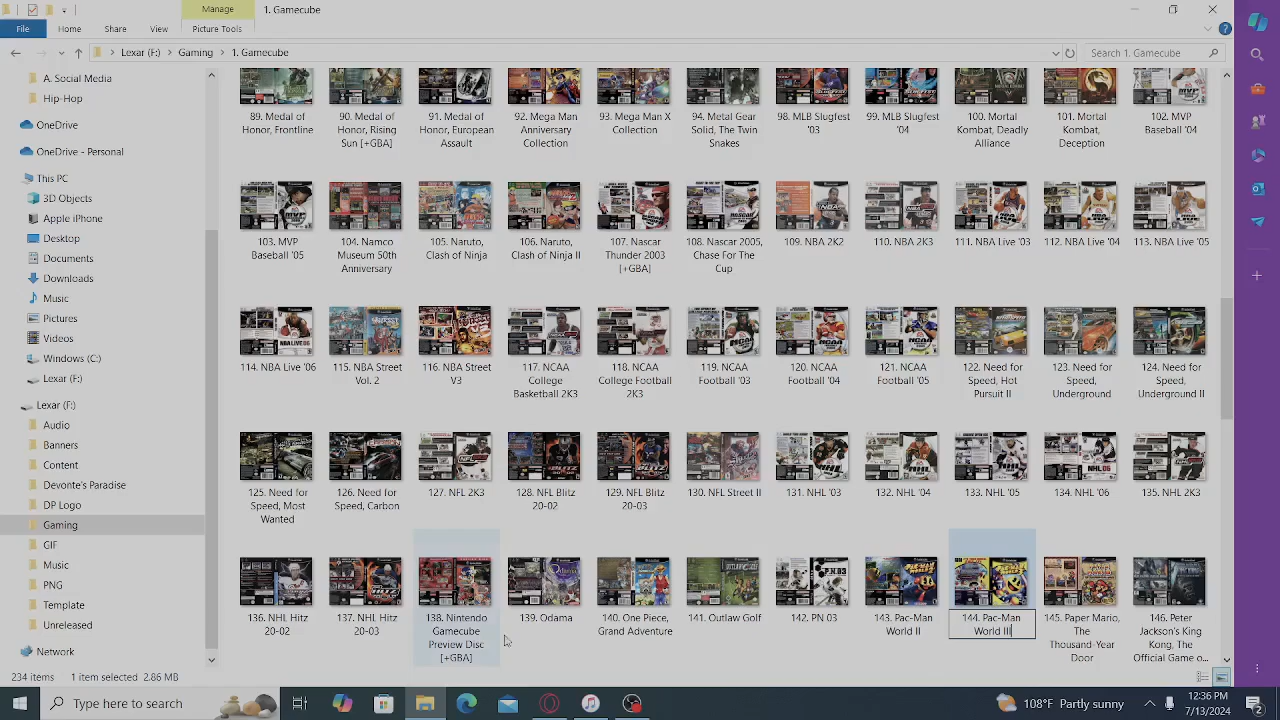 Manage
1. Gamecube
File
Home
Share
View
Picture Tools
Lexar (F:)
Gaming
1. Gamecube
Search 1. Gamecube
A. Social Media
Hip-Hop
OneDrive
OneDrive - Personal
This PC
3D Objects
Apple iPhone
Desktop
Documents
Downloads
Music
Pictures
Videos
Windows (C:)
Lexar (F:)
Lexar (F:)
Audio
Banners
Content
Devonte's Paradise
DP Logo
Gaming
GIF
Music
PNG
Template
Unreleased
Network
89. Medal of
Honor, Frontline
90. Medal of
Honor, Rising
Sun [+GBA]
91. Medal of
Honor, European
Assault
92. Mega Man
Anniversary
Collection
93. Mega Man X
Collection
94. Metal Gear
Solid, The Twin
Snakes
98. MLB Slugfest
'03
99. MLB Slugfest
'04
100. Mortal
Kombat, Deadly
Alliance
101. Mortal
Kombat,
Deception
102. MVP
Baseball '04
103. MVP
Baseball '05
104. Namco
Museum 50th
Anniversary
105. Naruto,
Clash of Ninja
106. Naruto,
Clash of Ninja II
107. Nascar
Thunder 2003
[+GBA]
108. Nascar 2005,
Chase For The
Cup
109. NBA 2K2
110. NBA 2K3
111. NBA Live '03
112. NBA Live '04
113. NBA Live '05
114. NBA Live '06
115. NBA Street
Vol. 2
116. NBA Street
V3
117. NCAA
College
Basketball 2K3
118. NCAA
College Football
2K3
119. NCAA
Football '03
120. NCAA
Football '04
121. NCAA
Football '05
122. Need for
Speed, Hot
Pursuit II
123. Need for
Speed,
Underground
124. Need for
Speed,
Underground II
125. Need for
Speed, Most
Wanted
126. Need for
Speed, Carbon
127. NFL 2K3
128. NFL Blitz
20-02
129. NFL Blitz
20-03
130. NFL Street II
131. NHL '03
132. NHL '04
133. NHL '05
134. NHL '06
135. NHL 2K3
136. NHL Hitz
20-02
137. NHL Hitz
20-03
138. Nintendo
Gamecube
Preview Disc
[+GBA]
139. Odama
140. One Piece,
Grand Adventure
141. Outlaw Golf
142. PN 03
143. Pac-Man
World II
144. Pac-Man
World III
145. Paper Mario,
The
Thousand-Year
Door
146. Peter
Jackson's King
Kong, The
Official Game o...
234 items
1 item selected 2.86 MB
Type here to search
108°F Partly sunny
12:36 PM
7/13/2024
2